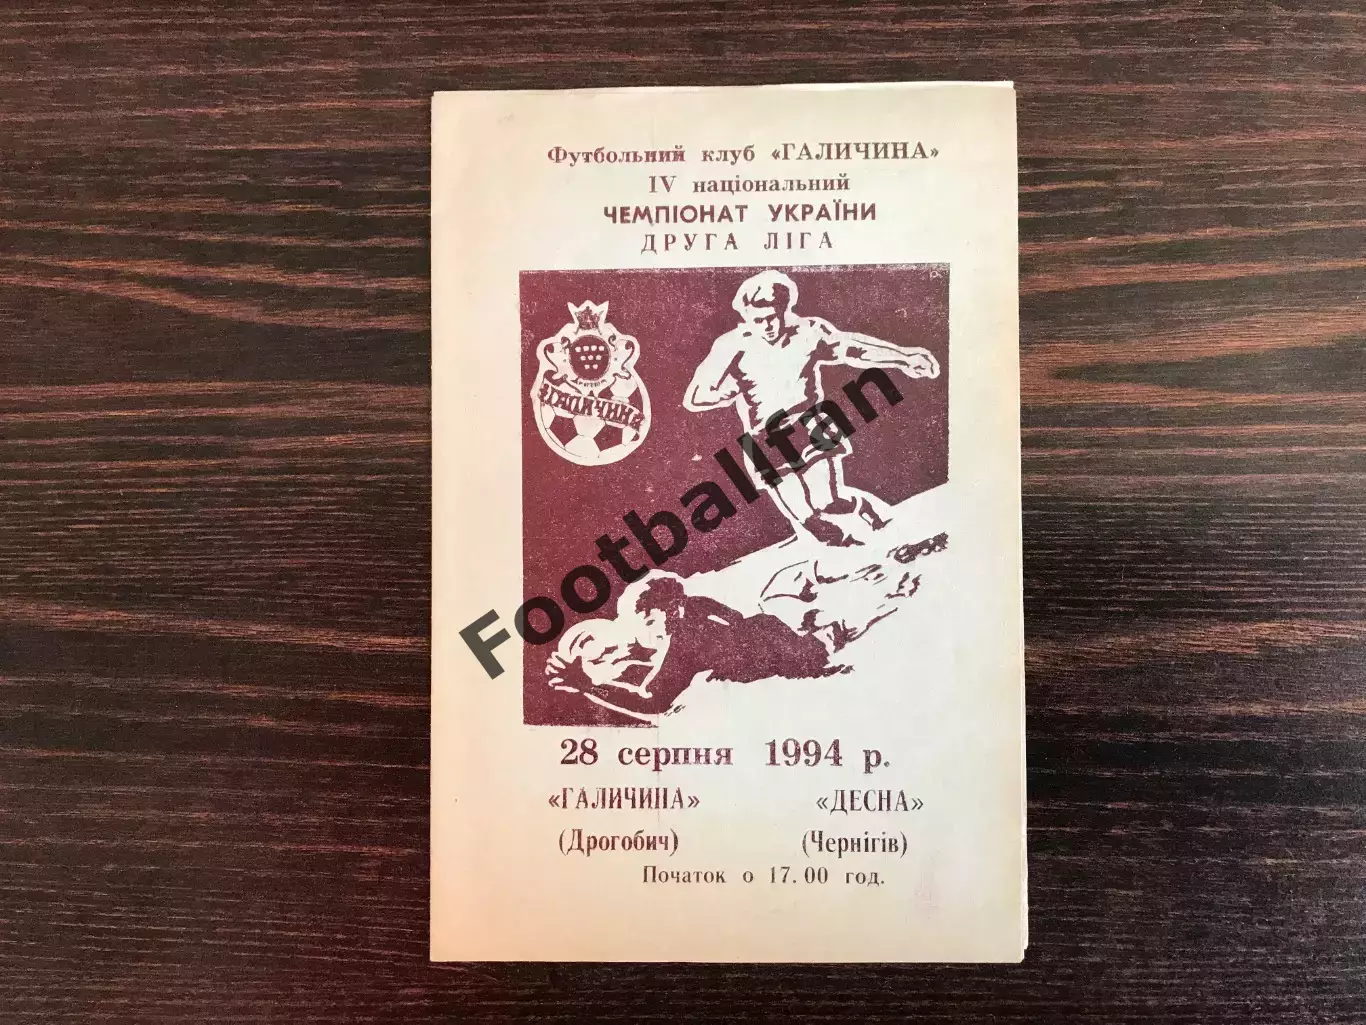 Футбольний клуб «ГАЛИЧИНА»
IV національний
ЧЕМПІОНАТ УКРАЇНИ
ДРУГА ЛІГА
ГАЛИЧИНА
Footballfan
28 серпня 1994 р.
«ГАЛИЧИНА» «ДЕСНА»
(Дрогобич) (Чернігів)
Початок о 17.00 год.